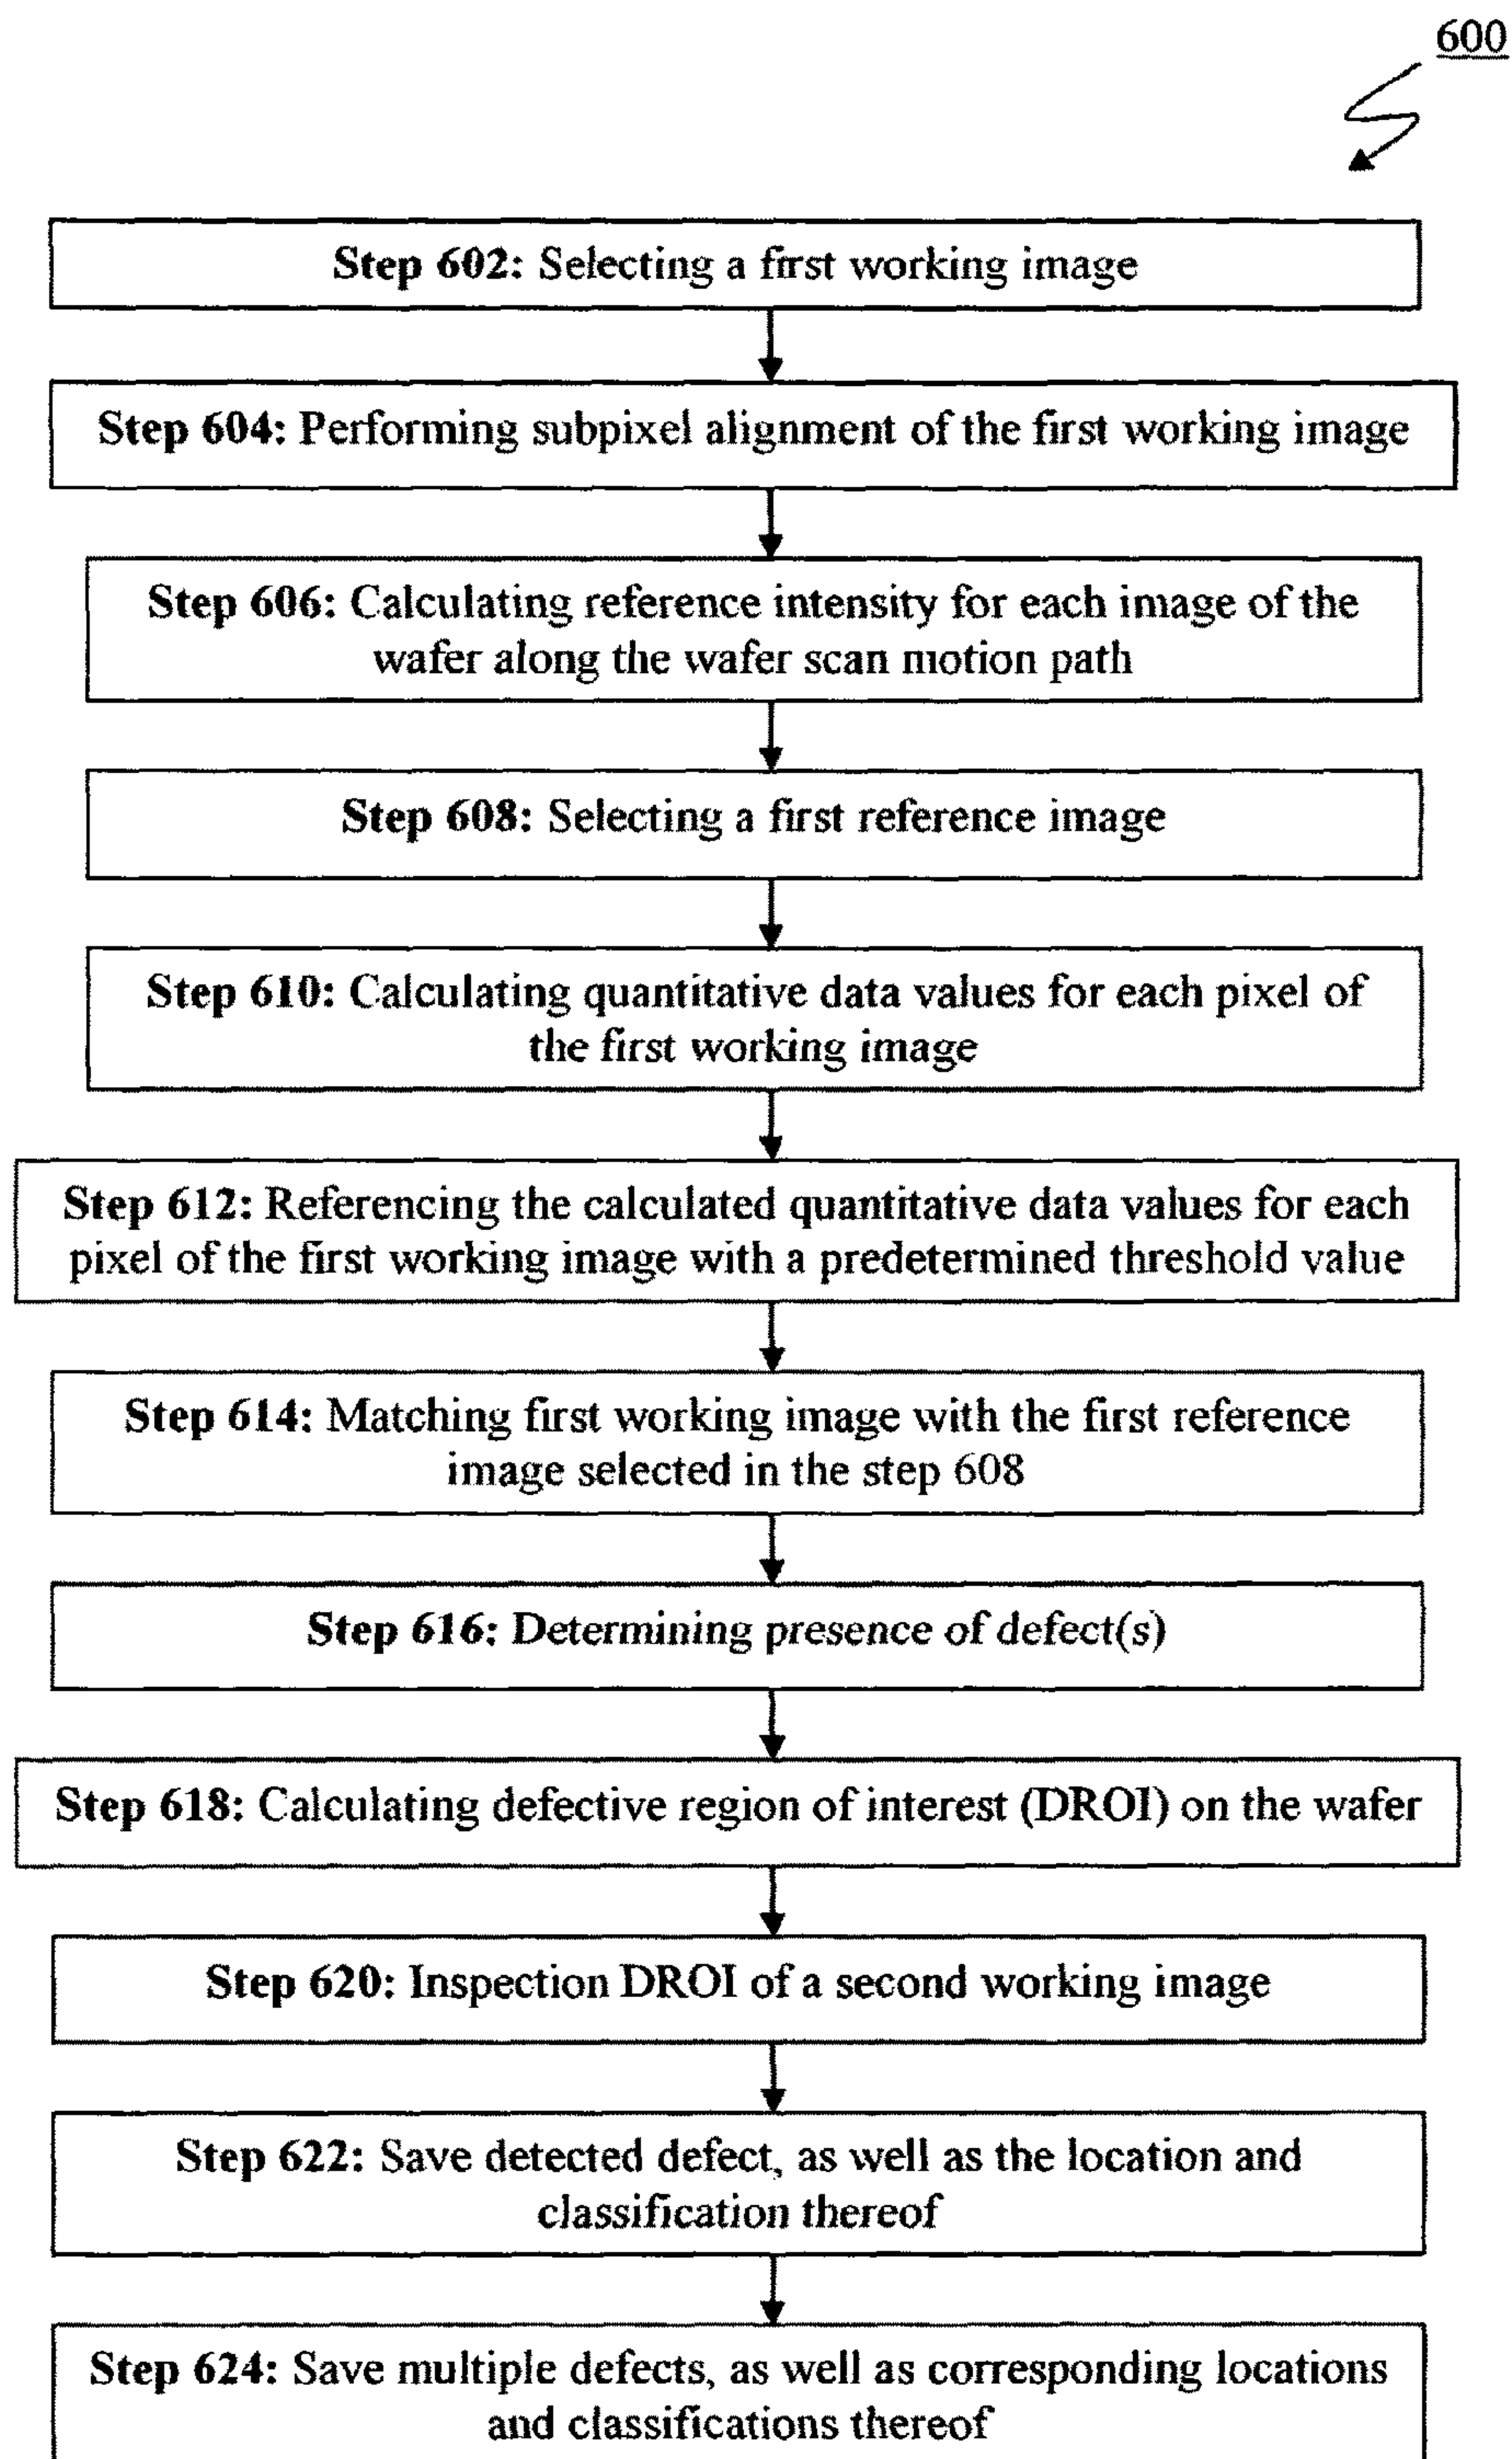 600
Step 602: Selecting a first working image
Step 604: Performing subpixel alignment of the first working image
Step 606: Calculating reference intensity for each image of the
wafer along the wafer scan motion path
Step 608: Selecting a first reference image
Step 610: Calculating quantitative data values for each pixel of
the first working image
Step 612: Referencing the calculated quantitative data values for each
pixel of the first working image with a predetermined threshold value
Step 614: Matching first working image with the first reference
image selected in the step 608
Step 616: Determining presence of defect(s)
Step 618: Calculating defective region of interest (DROI) on the wafer
Step 620: Inspection DROI of a second working image
Step 622: Save detected defect, as well as the location and
classification thereof
Step 624: Save multiple defects, as well as corresponding locations
and classifications thereof